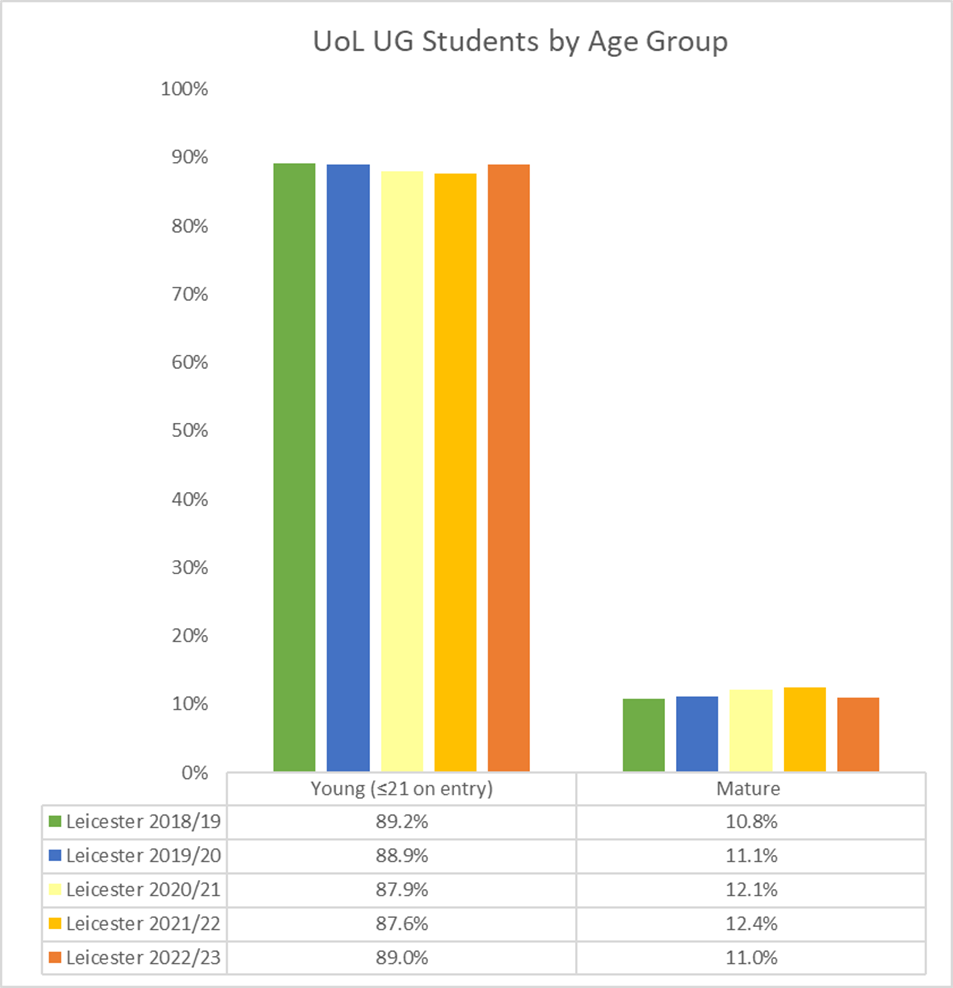 UoL UG Students by Age Group
100%
90%
80%
70%
60%
50%
40%
30%
20%
10%
0%
Young (≤21 on entry) Mature
Leicester 2018/19 89.2% 10.8%
Leicester 2019/20 88.9% 11.1%
Leicester 2020/21 87.9% 12.1%
Leicester 2021/22 87.6% 12.4%
Leicester 2022/23 89.0% 11.0%